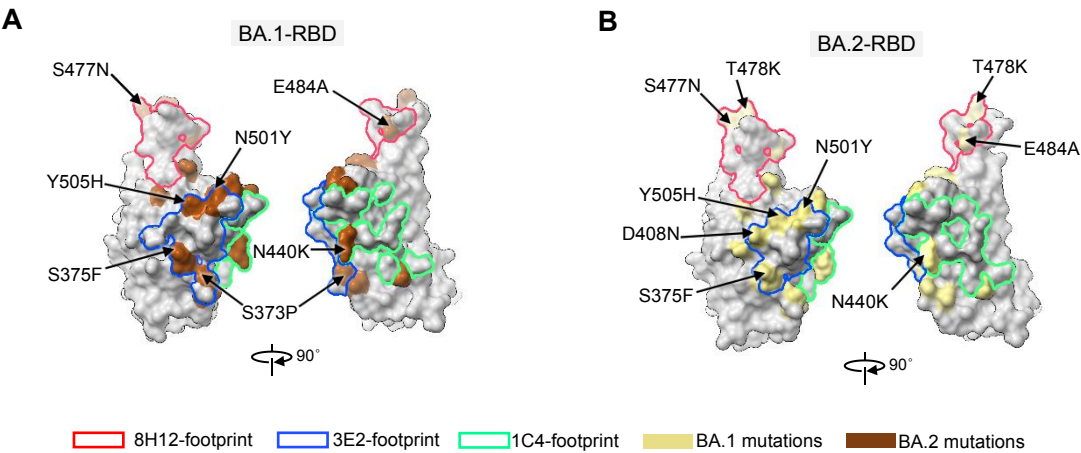 A
BA.1-RBD
S477N
E484A
N501Y
Y505H
N440K
S375F
S373P
90°
B
BA.2-RBD
S477N
T478K
T478K
N501Y
E484A
Y505H
D408N
S375F
N440K
90°
8H12-footprint 3E2-footprint 1C4-footprint BA.1 mutations BA.2 mutations